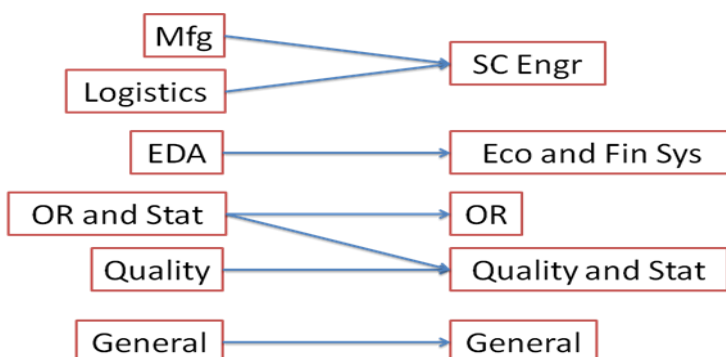 Mfg
SC Engr
Logistics
EDA
Eco and Fin Sys
OR and Stat
OR
Quality
Quality and Stat
General
General